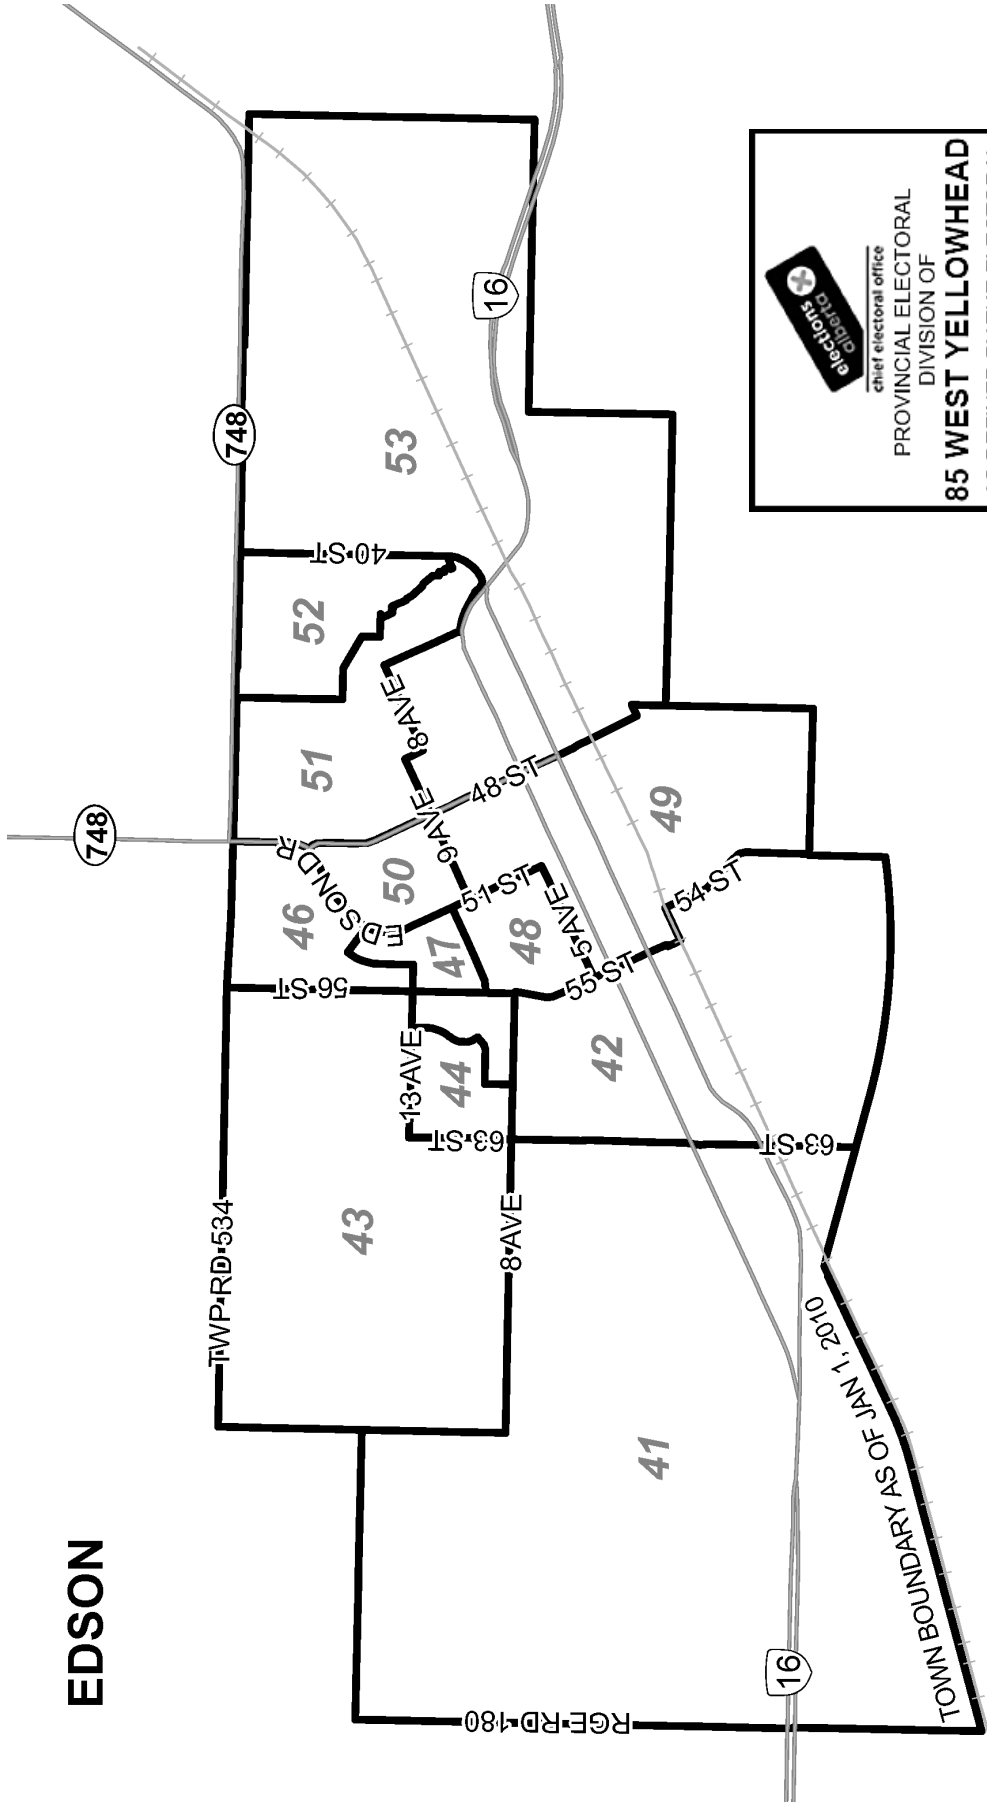 EDSON
748
748
TWP RD 534
40 ST
53
52
51
16
8 AVE
48 ST
9 AVE
EDSON DR
46
50
51 ST
49
47
48
5 AVE
54 ST
56 ST
55 ST
13 AVE
44
42
63 ST
63 ST
43
8 AVE
41
TOWN BOUNDARY AS OF JAN 1, 2010
16
RGE RD 180
elections
alberta
chief electoral office
PROVINCIAL ELECTORAL
DIVISION OF
85 WEST YELLOWHEAD